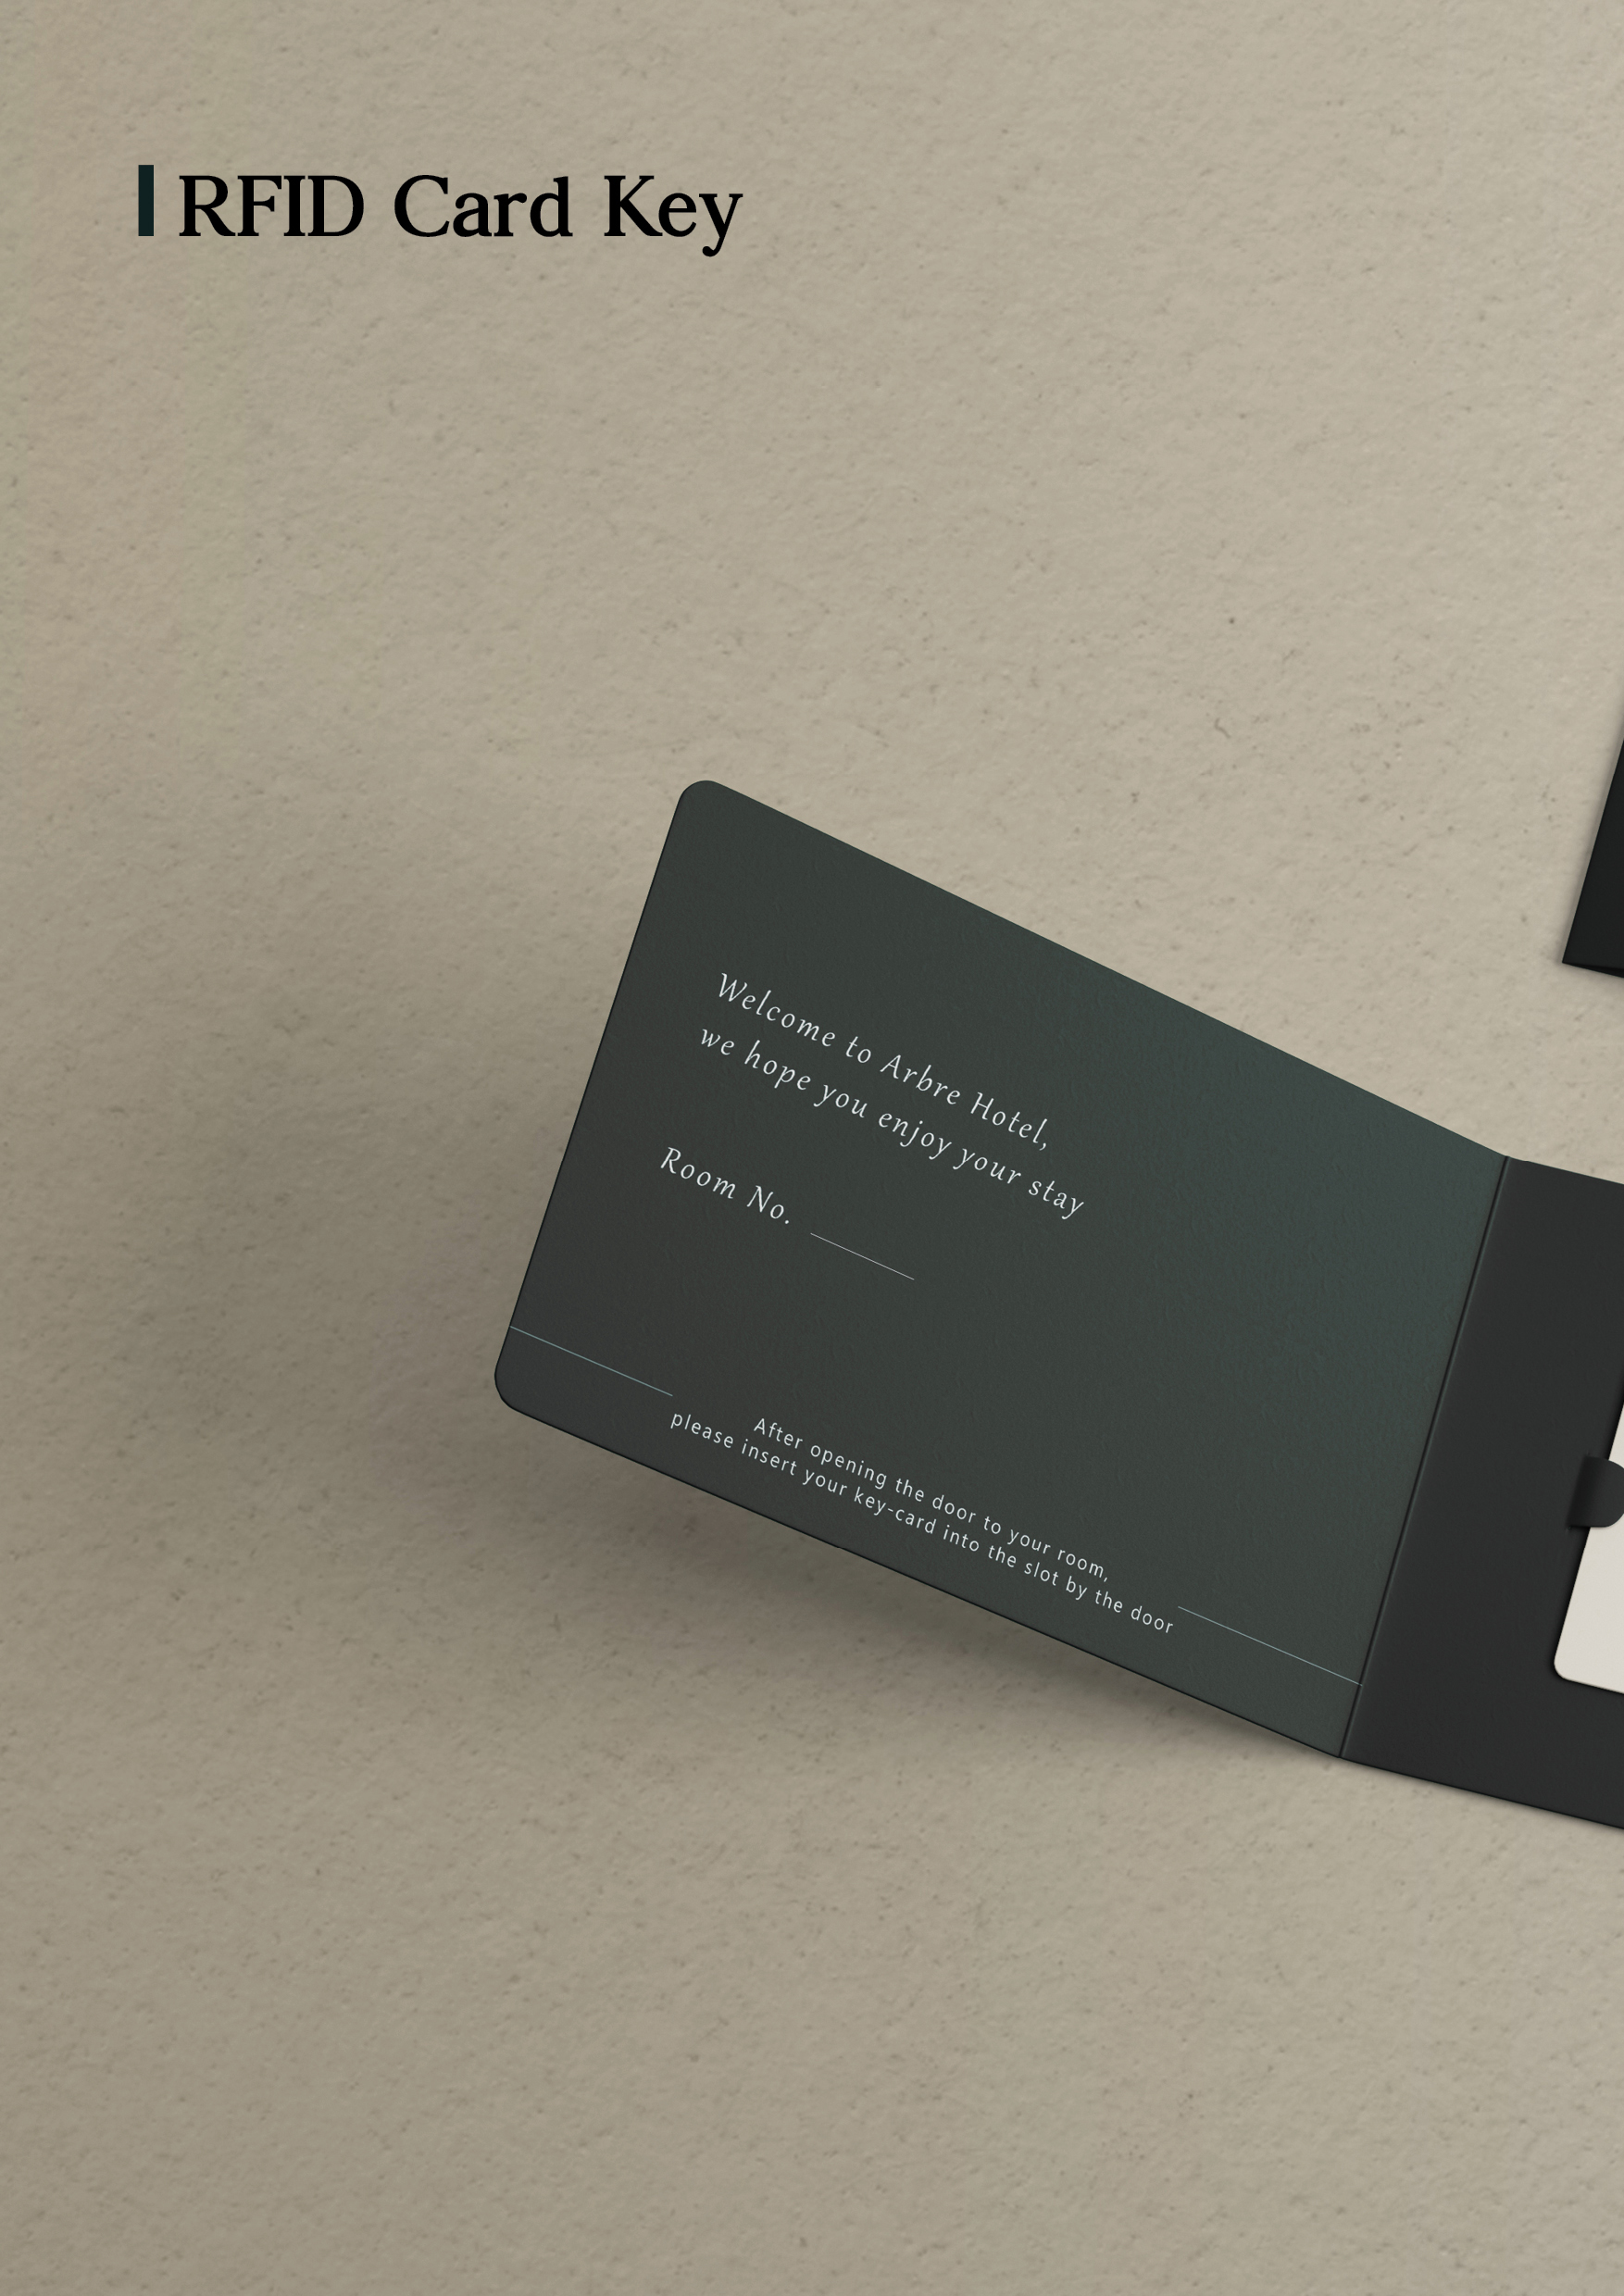 RFID Card Key
Welcome to Arbre Hotel,
we hope you enjoy your stay
Room No.
After opening the door to your room,
please insert your key-card into the slot by the door